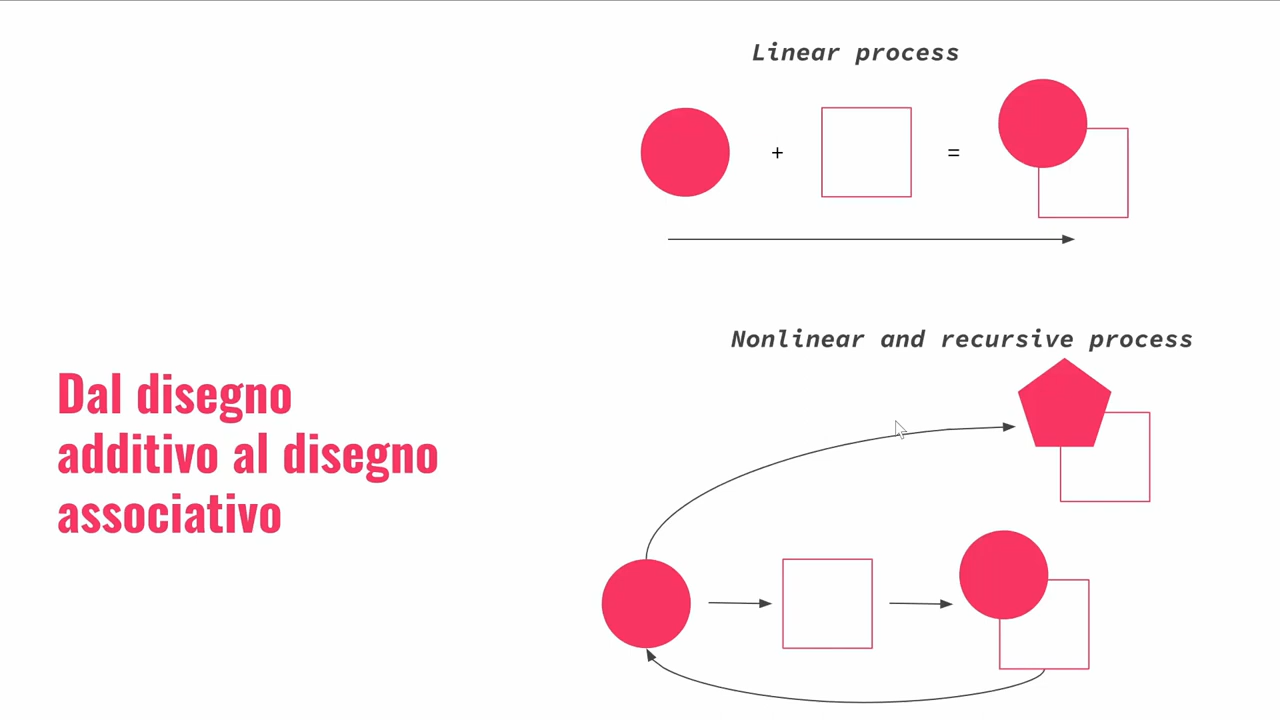 Linear process
+ =
Nonlinear and recursive process
Dal disegno
additivo al disegno
associativo